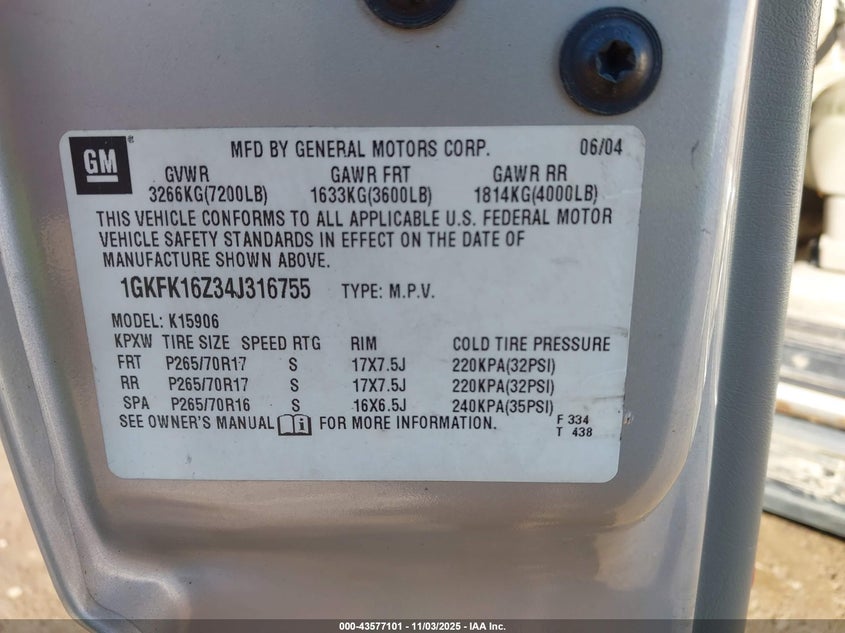 GM
MFD BY GENERAL MOTORS CORP. 06/04
GVWR GAWR FRT GAWR RR
3266KG(7200LB) 1633KG(3600LB) 1814KG(4000LB)
THIS VEHICLE CONFORMS TO ALL APPLICABLE U.S. FEDERAL MOTOR
VEHICLE SAFETY STANDARDS IN EFFECT ON THE DATE OF
MANUFACTURE SHOWN ABOVE.
1GKFK16Z34J316755 TYPE: M.P.V.
MODEL: K15906
KPXW TIRE SIZE SPEED RTG RIM COLD TIRE PRESSURE
FRT P265/70R17 S 17X7.5J 220KPA(32PSI)
RR P265/70R17 S 17X7.5J 220KPA(32PSI)
SPA P265/70R16 S 16X6.5J 240KPA(35PSI)
SEE OWNER'S MANUAL FOR MORE INFORMATION. F 334
T 438
000-43577101 - 11/03/2025 - IAA Inc.